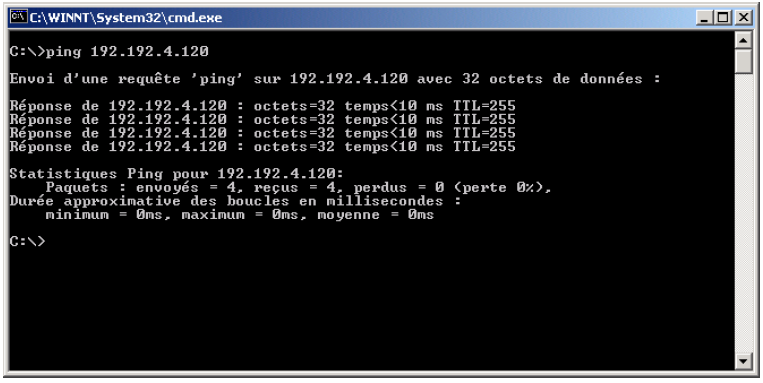 C:\WINNT\System32\cmd.exe
C:\>ping 192.192.4.120
Envoi d'une requête 'ping' sur 192.192.4.120 avec 32 octets de données :
Réponse de 192.192.4.120 : octets=32 temps<10 ms TTL=255
Réponse de 192.192.4.120 : octets=32 temps<10 ms TTL=255
Réponse de 192.192.4.120 : octets=32 temps<10 ms TTL=255
Réponse de 192.192.4.120 : octets=32 temps<10 ms TTL=255
Statistiques Ping pour 192.192.4.120:
    Paquets : envoyés = 4, reçus = 4, perdus = 0 (perte 0%),
Durée approximative des boucles en millisecondes :
    minimum = 0ms, maximum = 0ms, moyenne = 0ms
C:\>